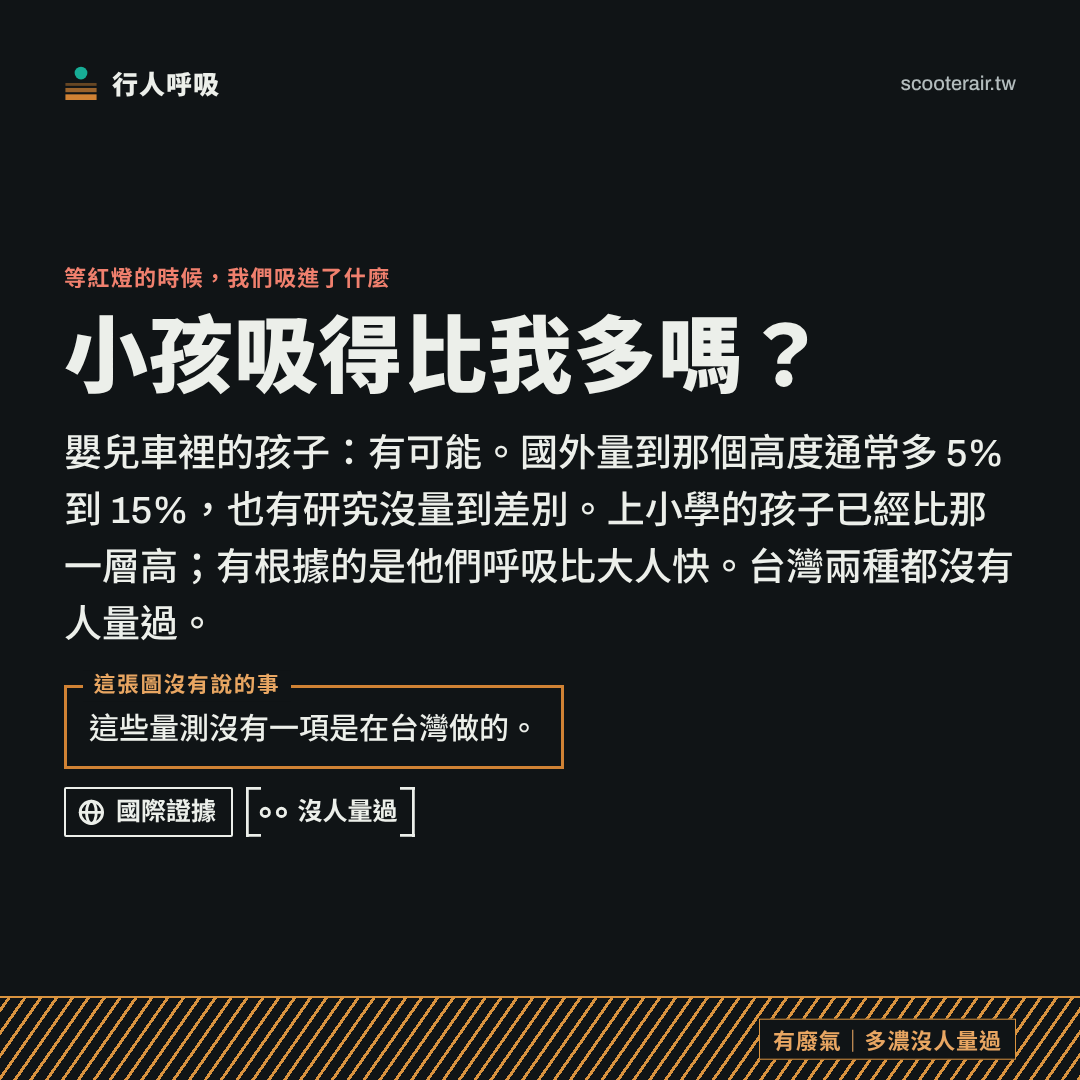 行人呼吸
scooterair.tw
等紅燈的時候，我們吸進了什麼
小孩吸得比我多嗎？
嬰兒車裡的孩子：有可能。國外量到那個高度通常多 5%
到 15%，也有研究沒量到差別。上小學的孩子已經比那
一層高；有根據的是他們呼吸比大人快。台灣兩種都沒有
人量過。
這張圖沒有說的事
這些量測沒有一項是在台灣做的。
國際證據
沒人量過
有廢氣｜多濃沒人量過